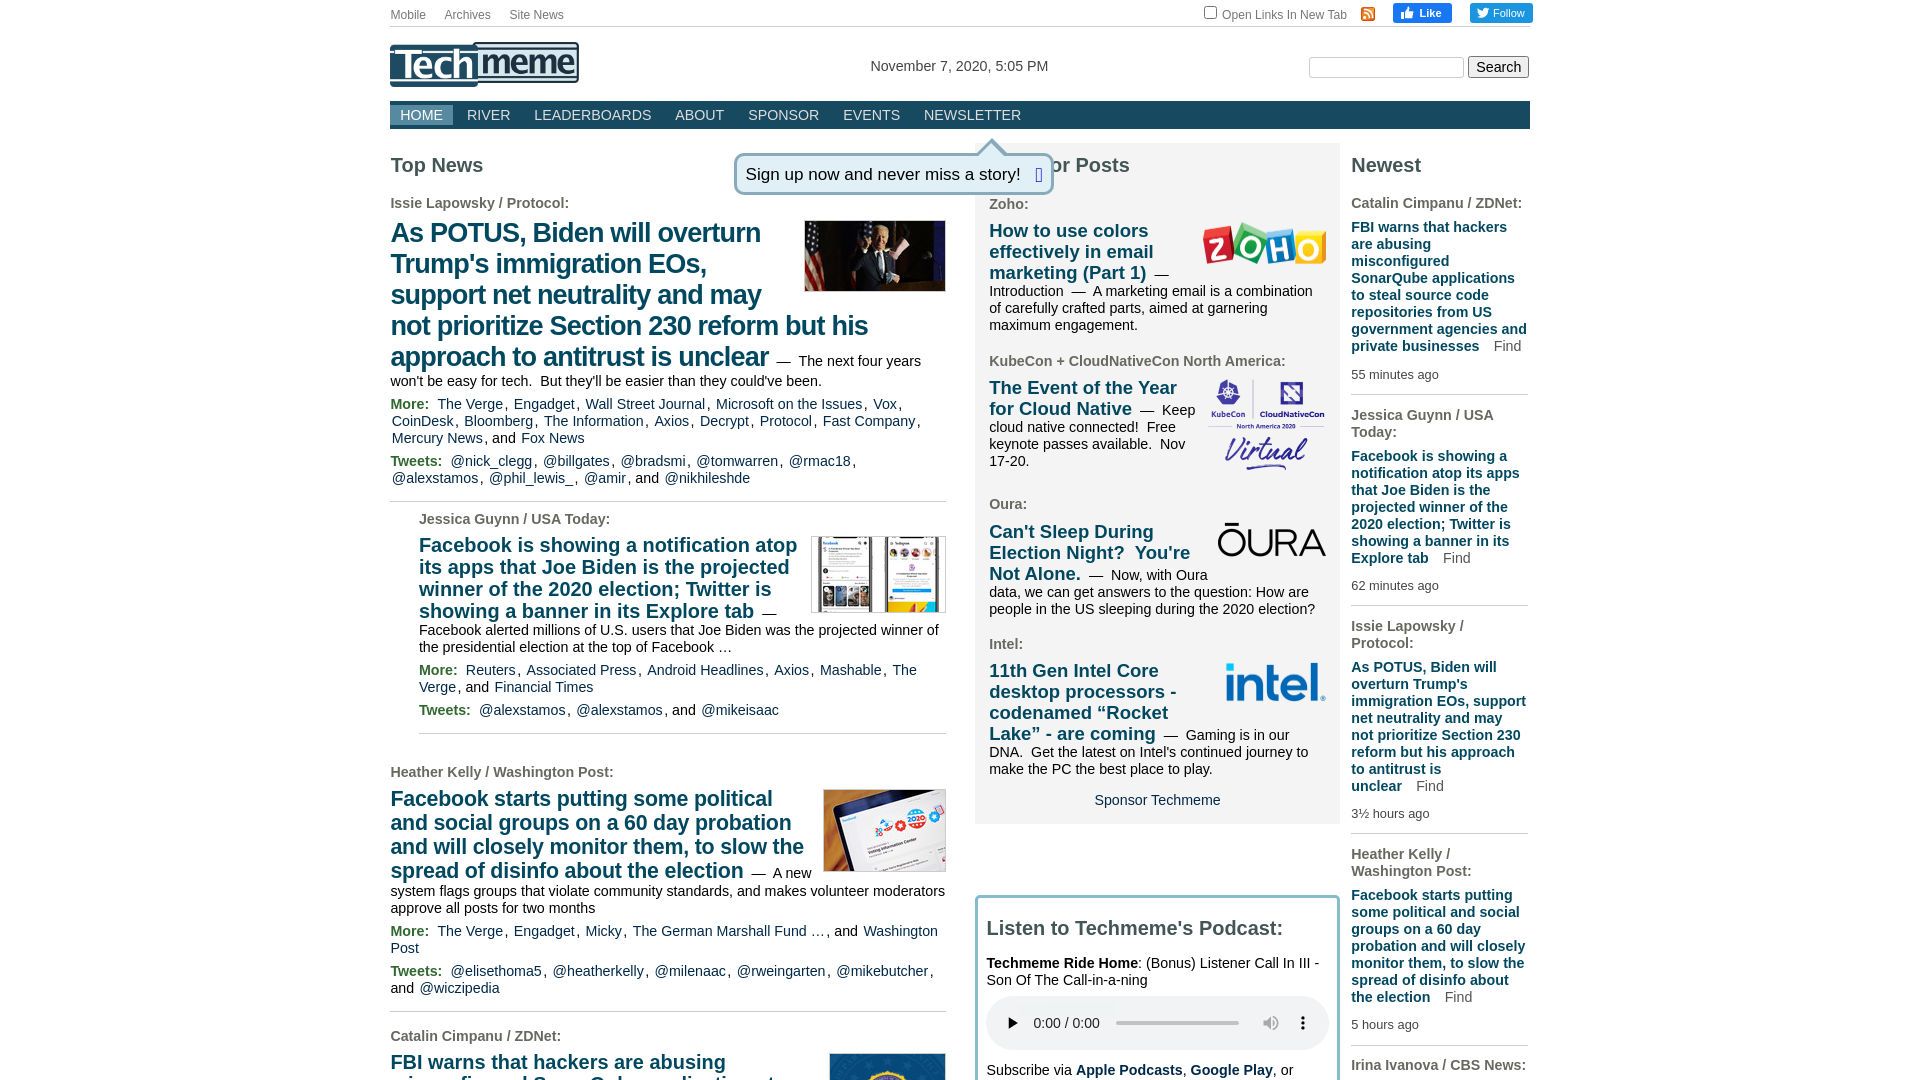 Mobile Archives Site News
Open Links In New Tab
Like
Follow
Techmeme
November 7, 2020, 5:05 PM
Search
HOME RIVER LEADERBOARDS ABOUT SPONSOR EVENTS NEWSLETTER
Sign up now and never miss a story!
Top News
Issie Lapowsky / Protocol:
As POTUS, Biden will overturn
Trump's immigration EOs,
support net neutrality and may
not prioritize Section 230 reform but his
approach to antitrust is unclear — The next four years
won't be easy for tech. But they'll be easier than they could've been.
More: The Verge, Engadget, Wall Street Journal, Microsoft on the Issues, Vox,
CoinDesk, Bloomberg, The Information, Axios, Decrypt, Protocol, Fast Company,
Mercury News, and Fox News
Tweets: @nick_clegg, @billgates, @bradsmi, @tomwarren, @rmac18,
@alexstamos, @phil_lewis_, @amir, and @nikhileshde
Jessica Guynn / USA Today:
Facebook is showing a notification atop
its apps that Joe Biden is the projected
winner of the 2020 election; Twitter is
showing a banner in its Explore tab —
Facebook alerted millions of U.S. users that Joe Biden was the projected winner of
the presidential election at the top of Facebook …
More: Reuters, Associated Press, Android Headlines, Axios, Mashable, The
Verge, and Financial Times
Tweets: @alexstamos, @alexstamos, and @mikeisaac
Heather Kelly / Washington Post:
Facebook starts putting some political
and social groups on a 60 day probation
and will closely monitor them, to slow the
spread of disinfo about the election — A new
system flags groups that violate community standards, and makes volunteer moderators
approve all posts for two months
More: The Verge, Engadget, Micky, The German Marshall Fund …, and Washington
Post
Tweets: @elisethoma5, @heatherkelly, @milenaac, @rweingarten, @mikebutcher,
and @wiczipedia
Catalin Cimpanu / ZDNet:
FBI warns that hackers are abusing
or Posts
Zoho:
ZOHO
How to use colors
effectively in email
marketing (Part 1) —
Introduction — A marketing email is a combination
of carefully crafted parts, aimed at garnering
maximum engagement.
KubeCon + CloudNativeCon North America:
The Event of the Year
for Cloud Native — Keep
cloud native connected! Free
keynote passes available. Nov
17-20.
KubeCon CloudNativeCon
North America 2020
Virtual
Oura:
ŌURA
Can't Sleep During
Election Night? You're
Not Alone. — Now, with Oura
data, we can get answers to the question: How are
people in the US sleeping during the 2020 election?
Intel:
intel
11th Gen Intel Core
desktop processors -
codenamed “Rocket
Lake” - are coming — Gaming is in our
DNA. Get the latest on Intel's continued journey to
make the PC the best place to play.
Sponsor Techmeme
Listen to Techmeme's Podcast:
Techmeme Ride Home: (Bonus) Listener Call In III -
Son Of The Call-in-a-ning
0:00 / 0:00
Subscribe via Apple Podcasts, Google Play, or
Newest
Catalin Cimpanu / ZDNet:
FBI warns that hackers
are abusing
misconfigured
SonarQube applications
to steal source code
repositories from US
government agencies and
private businesses Find
55 minutes ago
Jessica Guynn / USA
Today:
Facebook is showing a
notification atop its apps
that Joe Biden is the
projected winner of the
2020 election; Twitter is
showing a banner in its
Explore tab Find
62 minutes ago
Issie Lapowsky /
Protocol:
As POTUS, Biden will
overturn Trump's
immigration EOs, support
net neutrality and may
not prioritize Section 230
reform but his approach
to antitrust is
unclear Find
3½ hours ago
Heather Kelly /
Washington Post:
Facebook starts putting
some political and social
groups on a 60 day
probation and will closely
monitor them, to slow the
spread of disinfo about
the election Find
5 hours ago
Irina Ivanova / CBS News: